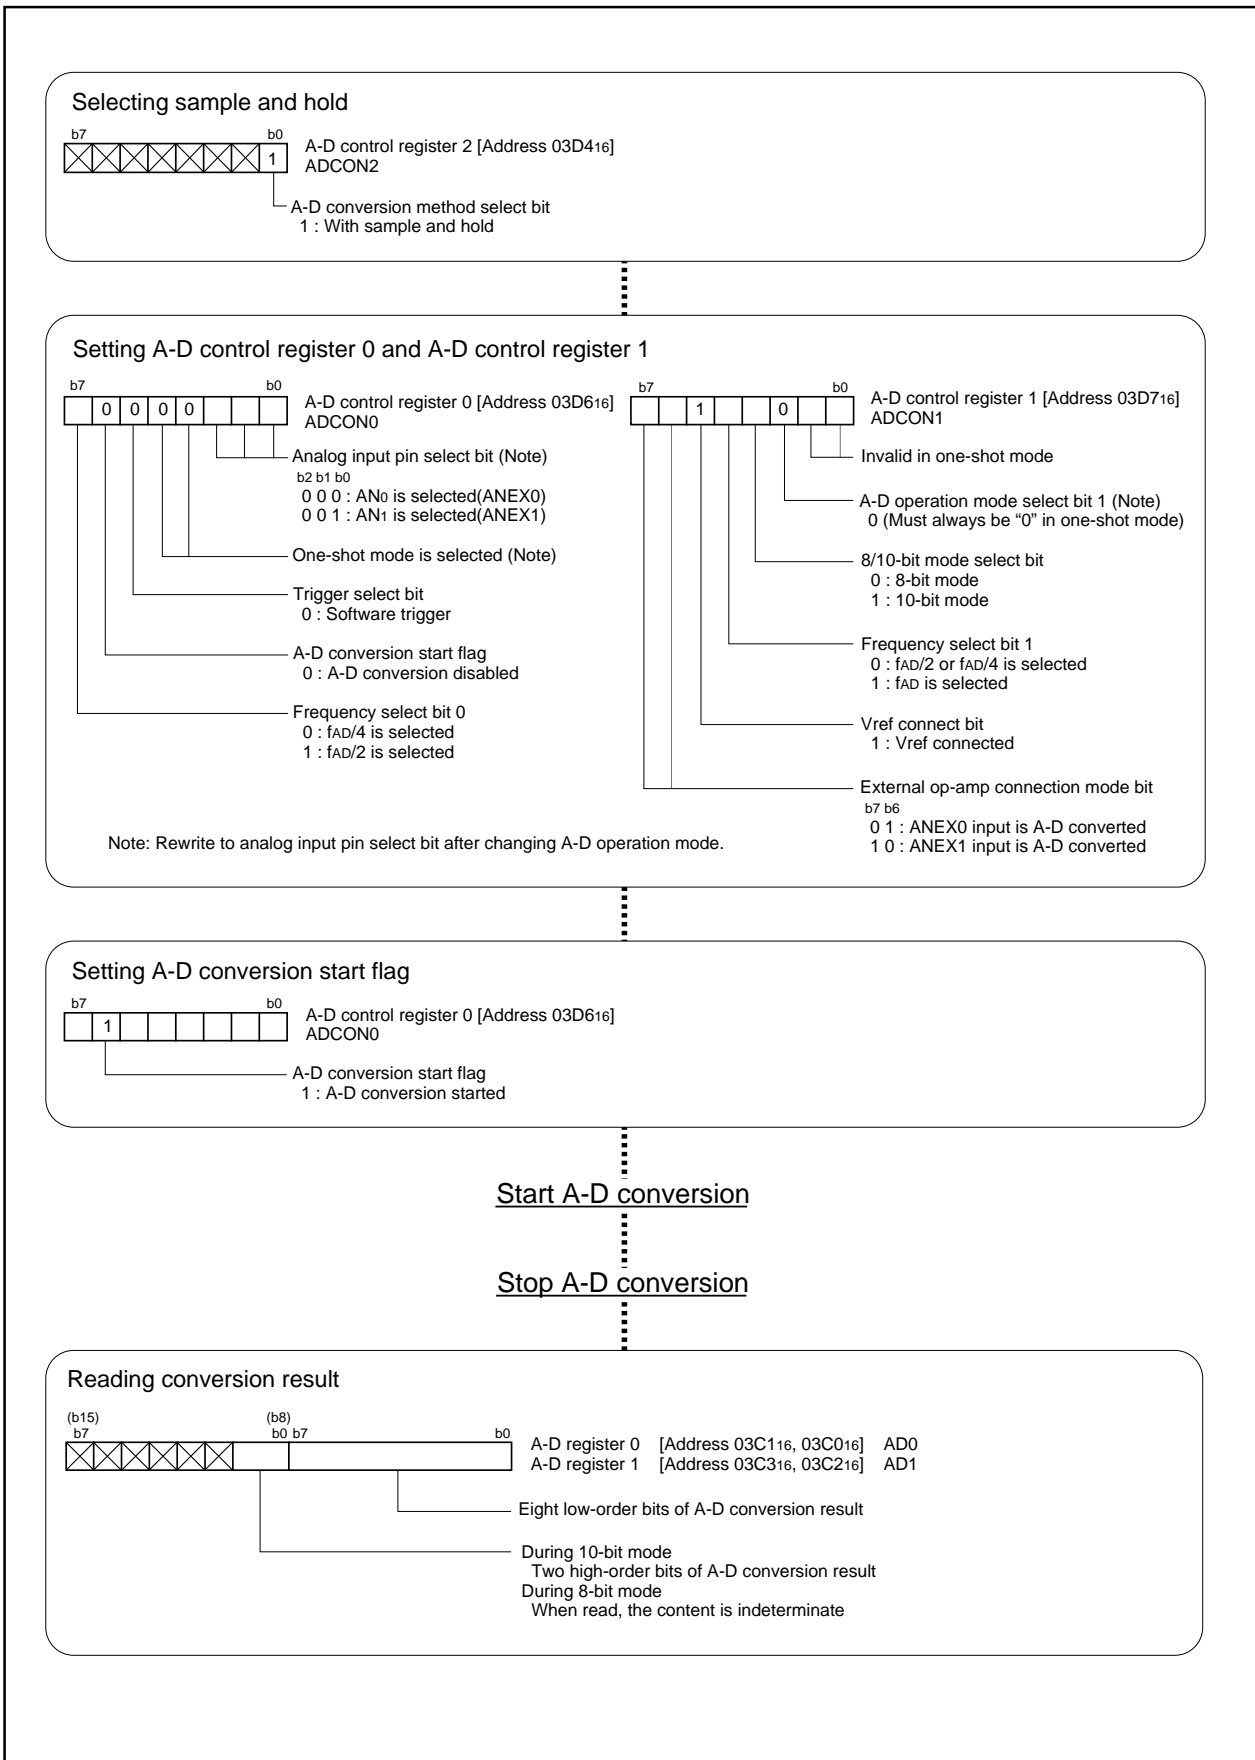 Selecting sample and hold
b7 b0
1
A-D control register 2 [Address 03D416]
ADCON2
A-D conversion method select bit
1 : With sample and hold
Setting A-D control register 0 and A-D control register 1
b7 b0
0 0 0 0
A-D control register 0 [Address 03D616]
ADCON0
Analog input pin select bit (Note)
b2 b1 b0
0 0 0 : AN0 is selected(ANEX0)
0 0 1 : AN1 is selected(ANEX1)
One-shot mode is selected (Note)
Trigger select bit
0 : Software trigger
A-D conversion start flag
0 : A-D conversion disabled
Frequency select bit 0
0 : fAD/4 is selected
1 : fAD/2 is selected
b7 b0
1 0
A-D control register 1 [Address 03D716]
ADCON1
Invalid in one-shot mode
A-D operation mode select bit 1 (Note)
0 (Must always be “0” in one-shot mode)
8/10-bit mode select bit
0 : 8-bit mode
1 : 10-bit mode
Frequency select bit 1
0 : fAD/2 or fAD/4 is selected
1 : fAD is selected
Vref connect bit
1 : Vref connected
External op-amp connection mode bit
b7 b6
0 1 : ANEX0 input is A-D converted
1 0 : ANEX1 input is A-D converted
Note: Rewrite to analog input pin select bit after changing A-D operation mode.
Setting A-D conversion start flag
b7 b0
1
A-D control register 0 [Address 03D616]
ADCON0
A-D conversion start flag
1 : A-D conversion started
Start A-D conversion
Stop A-D conversion
Reading conversion result
(b15) (b8)
b7 b0 b7 b0
A-D register 0 [Address 03C116, 03C016] AD0
A-D register 1 [Address 03C316, 03C216] AD1
Eight low-order bits of A-D conversion result
During 10-bit mode
Two high-order bits of A-D conversion result
During 8-bit mode
When read, the content is indeterminate